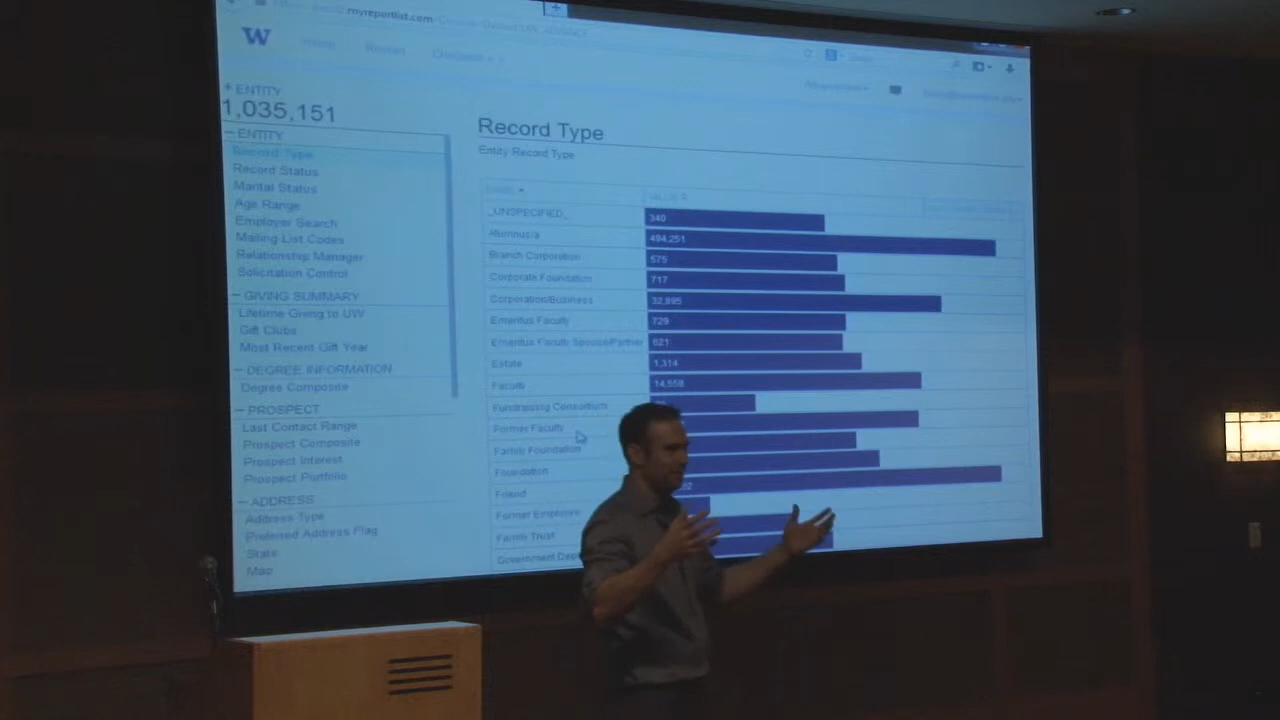 myreportlist.com
W
Home
+ ENTITY
1,035,151
− ENTITY
Record Type
Record Status
Marital Status
Age Range
Employer Search
Mailing List Codes
Relationship Manager
Solicitation Control
− GIVING SUMMARY
Lifetime Giving to UW
Gift Clubs
Most Recent Gift Year
− DEGREE INFORMATION
Degree Composite
− PROSPECT
Last Contact Range
Prospect Composite
Prospect Interest
Prospect Portfolio
− ADDRESS
Address Type
Preferred Address Flag
State
Map
Record Type
Entity Record Type
NAME VALUE
_UNSPECIFIED_ 340
Alumnus/a 494,251
Branch Corporation 575
Corporate Foundation 717
Corporation/Business 32,895
Emeritus Faculty 729
Emeritus Faculty Spouse/Partner 621
Estate 1,314
Faculty 14,558
Fundraising Consortium
Former Faculty
Family Foundation
Foundation
Friend
Former Employee
Family Trust
Government